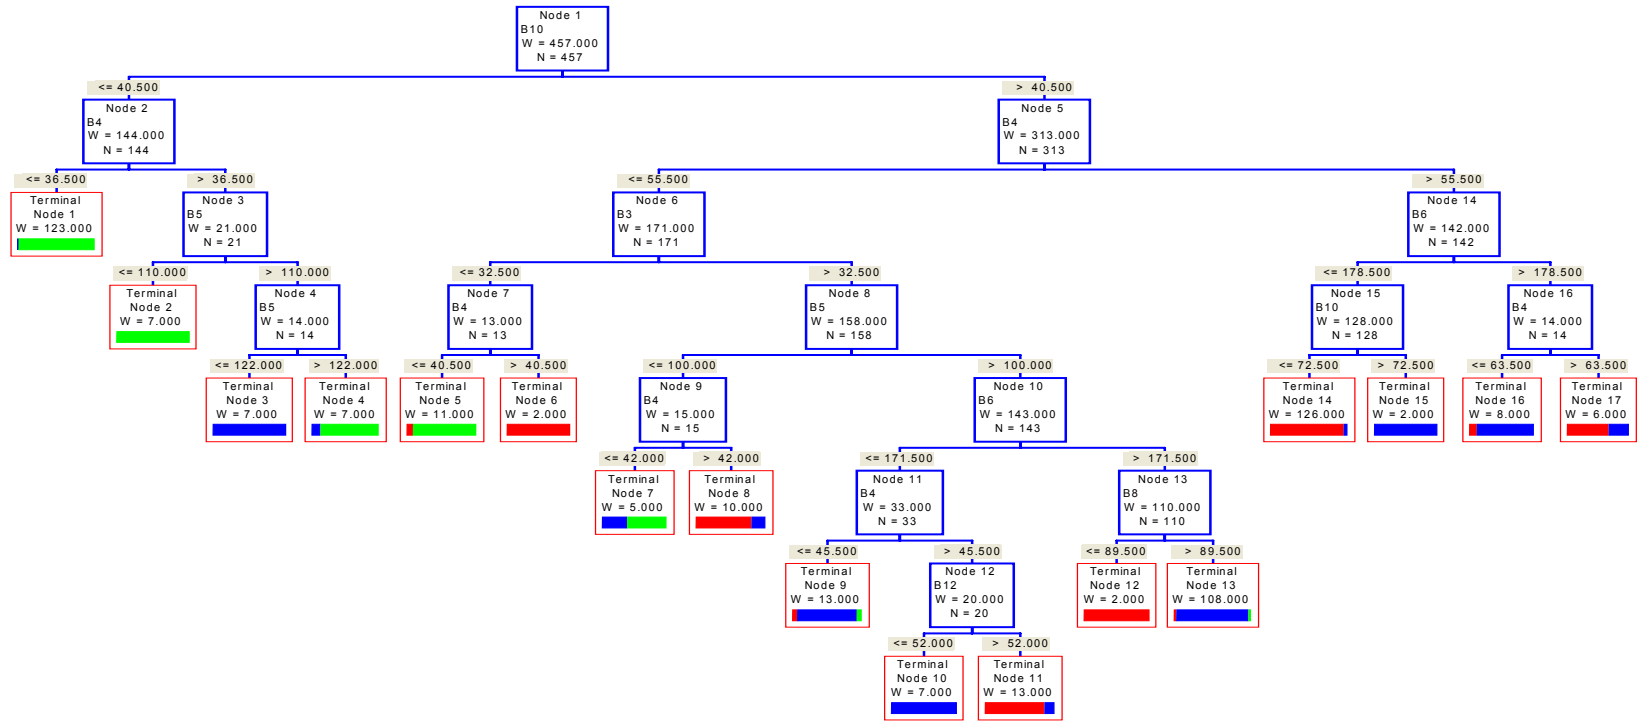 Node 1
B10
W = 457.000
N = 457
<= 40.500
> 40.500
Node 2
B4
W = 144.000
N = 144
Node 5
B4
W = 313.000
N = 313
<= 36.500
> 36.500
<= 55.500
> 55.500
Terminal
Node 1
W = 123.000
Node 3
B5
W = 21.000
N = 21
Node 6
B3
W = 171.000
N = 171
Node 14
B6
W = 142.000
N = 142
<= 110.000
> 110.000
<= 32.500
> 32.500
<= 178.500
> 178.500
Terminal
Node 2
W = 7.000
Node 4
B5
W = 14.000
N = 14
Node 7
B4
W = 13.000
N = 13
Node 8
B5
W = 158.000
N = 158
Node 15
B10
W = 128.000
N = 128
Node 16
B4
W = 14.000
N = 14
<= 122.000
> 122.000
<= 40.500
> 40.500
<= 100.000
> 100.000
<= 72.500
> 72.500
<= 63.500
> 63.500
Terminal
Node 3
W = 7.000
Terminal
Node 4
W = 7.000
Terminal
Node 5
W = 11.000
Terminal
Node 6
W = 2.000
Node 9
B4
W = 15.000
N = 15
Node 10
B6
W = 143.000
N = 143
Terminal
Node 14
W = 126.000
Terminal
Node 15
W = 2.000
Terminal
Node 16
W = 8.000
Terminal
Node 17
W = 6.000
<= 42.000
> 42.000
<= 171.500
> 171.500
Terminal
Node 7
W = 5.000
Terminal
Node 8
W = 10.000
Node 11
B4
W = 33.000
N = 33
Node 13
B8
W = 110.000
N = 110
<= 45.500
> 45.500
<= 89.500
> 89.500
Terminal
Node 9
W = 13.000
Node 12
B12
W = 20.000
N = 20
Terminal
Node 12
W = 2.000
Terminal
Node 13
W = 108.000
<= 52.000
> 52.000
Terminal
Node 10
W = 7.000
Terminal
Node 11
W = 13.000